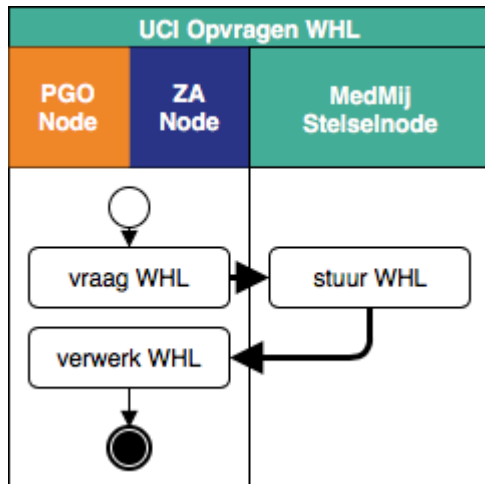 UCI Opvragen WHL
PGO
Node
ZA
Node
MedMij
Stelselnode
vraag WHL
stuur WHL
verwerk WHL